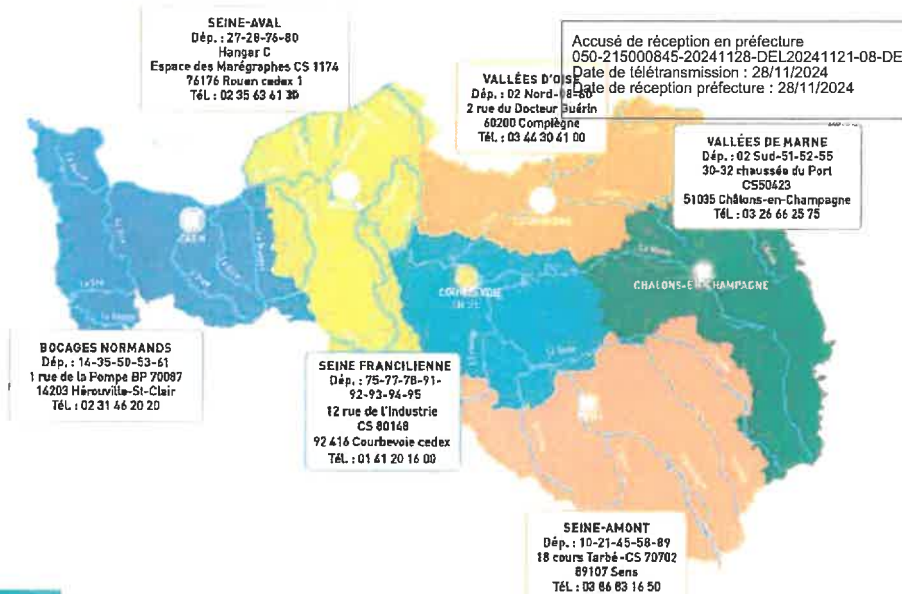 SEINE-AVAL
Dép. : 27-28-76-80
Hangar C
Espace des Marégraphes CS 1174
76176 Rouen cedex 1
Tél. : 02 35 63 61 30
Accusé de réception en préfecture
050-215000845-20241128-DEL20241121-08-DE
Date de télétransmission : 28/11/2024
Date de réception préfecture : 28/11/2024
VALLÉES D'OISE
Dép. : 02 Nord-08-60
2 rue du Docteur Guérin
60200 Compiègne
Tél. : 03 44 30 41 00
VALLÉES DE MARNE
Dép. : 02 Sud-51-52-55
30-32 chaussée du Port
CS50423
51035 Châlons-en-Champagne
Tél. : 03 26 66 25 75
CAEN
COMPIÈGNE
COURBEVOIE
CHALONS-EN-CHAMPAGNE
BOCAGES NORMANDS
Dép. : 14-35-50-53-61
1 rue de la Pompe BP 70087
14203 Hérouville-St-Clair
Tél. : 02 31 46 20 20
SEINE FRANCILIENNE
Dép. : 75-77-78-91-
92-93-94-95
12 rue de l'Industrie
CS 80148
92 416 Courbevoie cedex
Tél. : 01 41 20 16 00
SEINE-AMONT
Dép. : 10-21-45-58-89
18 cours Tarbé-CS 70702
89107 Sens
Tél. : 03 86 83 16 50